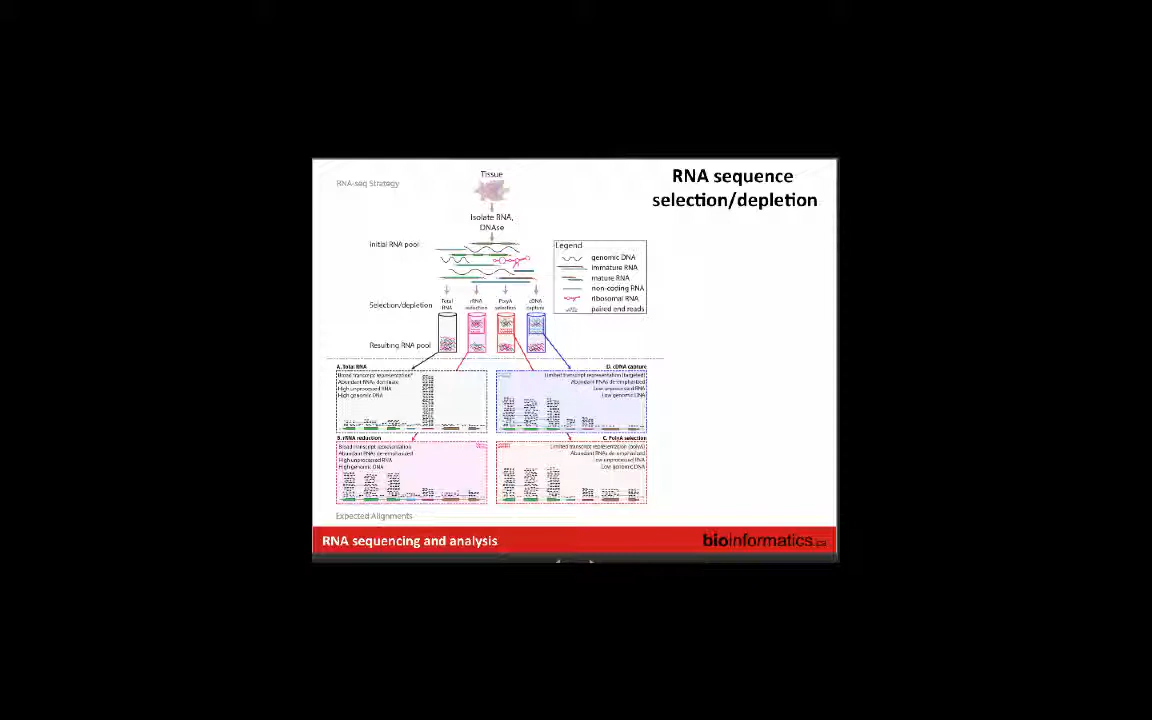 RNA sequence
selection/depletion
RNA-seq Strategy
Tissue
Isolate RNA,
DNAse
Initial RNA pool
Legend
genomic DNA
immature RNA
mature RNA
non-coding RNA
ribosomal RNA
paired end reads
Selection/depletion
Total
RNA
rRNA
reduction
PolyA
selection
cDNA
capture
Resulting RNA pool
A. Total RNA
Broad transcript representation*
Abundant RNAs dominate
High unprocessed RNA
High genomic DNA
D. cDNA capture
Limited transcript representation (targeted)
Abundant RNAs de-emphasized
Low unprocessed RNA
Low genomic DNA
B. rRNA reduction
Broad transcript representation
Abundant RNAs de-emphasized
High unprocessed RNA
High genomic DNA
C. PolyA selection
Limited transcript representation (polyA)
Abundant RNAs de-emphasized
Low unprocessed RNA
Low genomic DNA
Expected Alignments
RNA sequencing and analysis
bioinformatics.ca